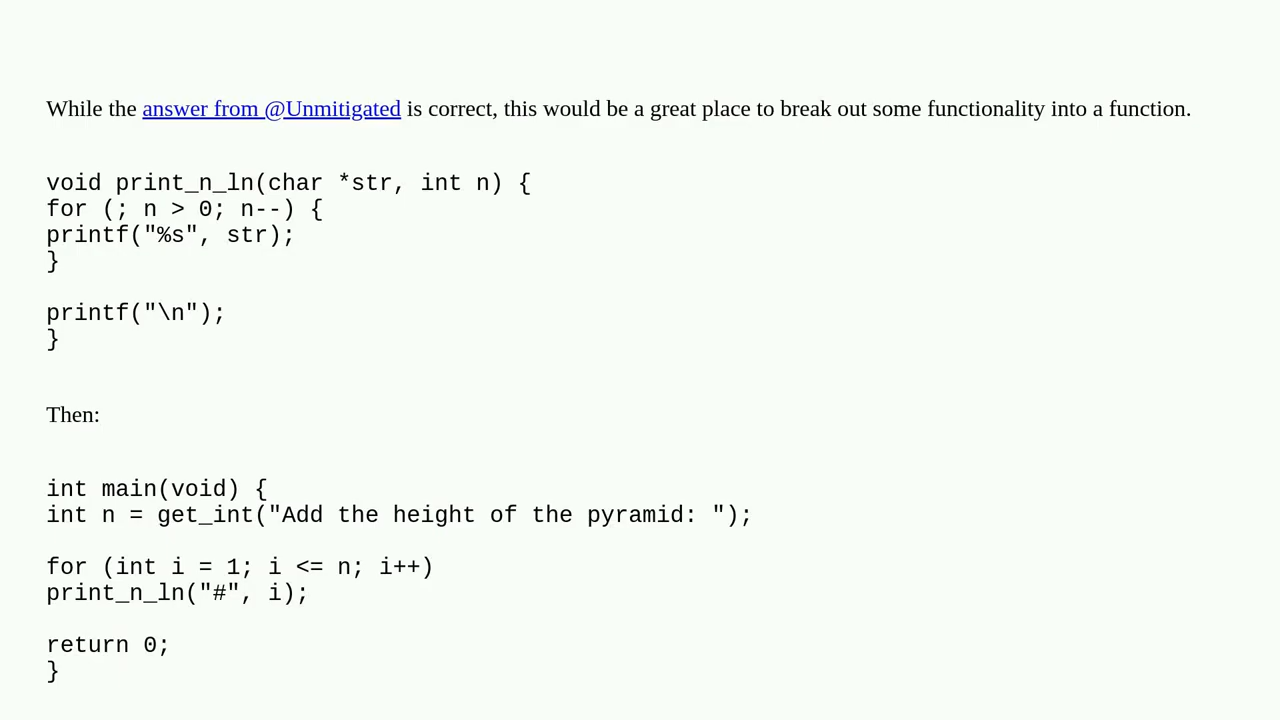 While the answer from @Unmitigated is correct, this would be a great place to break out some functionality into a function.
void print_n_ln(char *str, int n) {
for (; n > 0; n--) {
printf("%s", str);
}
printf("\n");
}
Then:
int main(void) {
int n = get_int("Add the height of the pyramid: ");
for (int i = 1; i <= n; i++)
print_n_ln("#", i);
return 0;
}